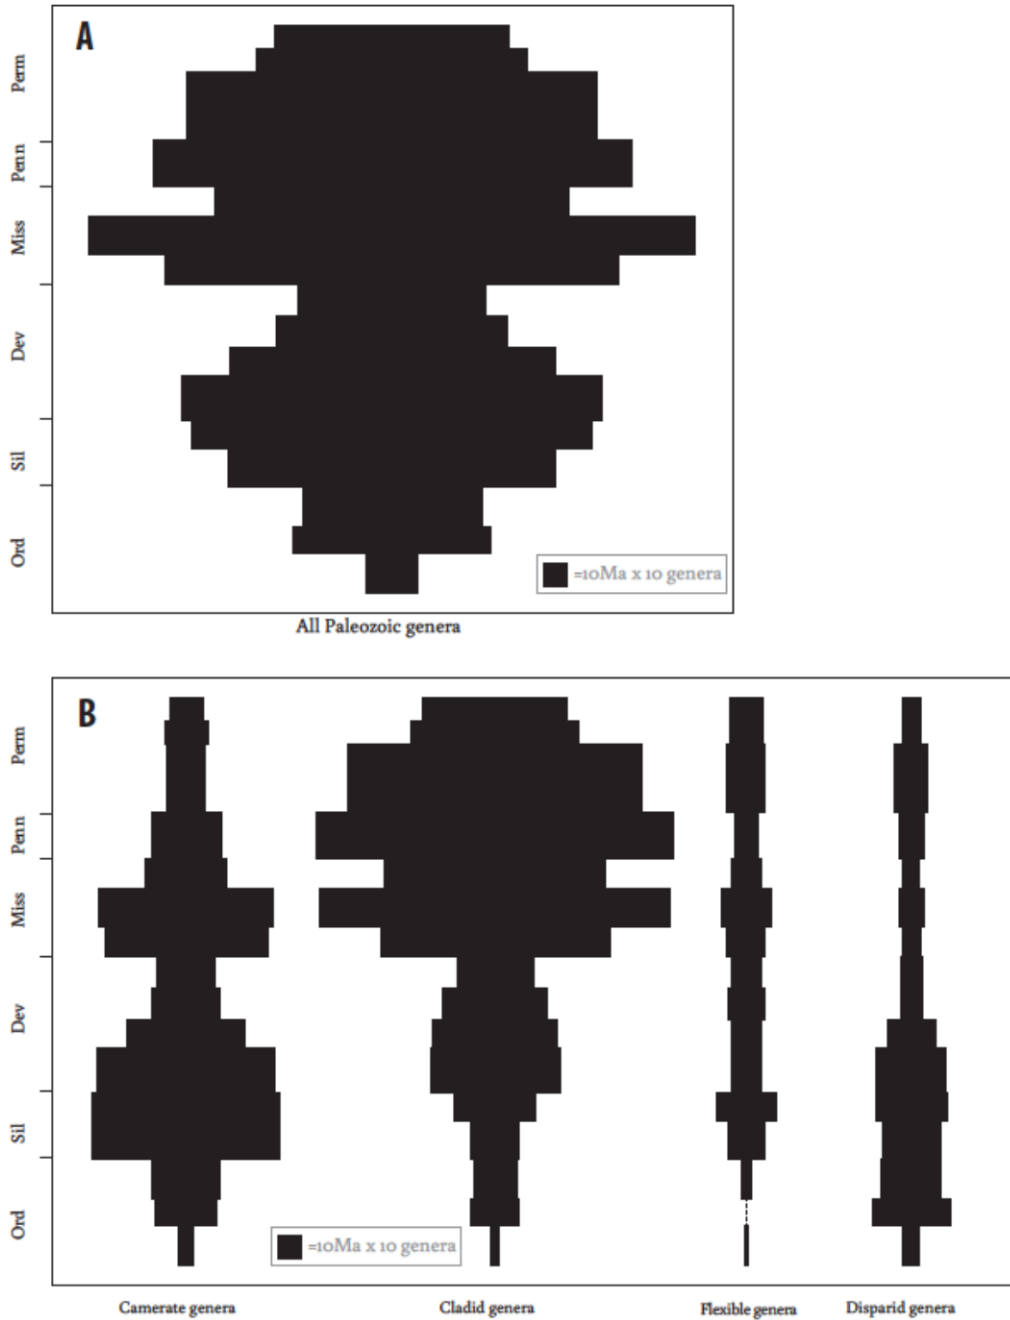 A
Perm
Penn
Miss
Dev
Sil
Ord
=10Ma x 10 genera
All Paleozoic genera
B
Perm
Penn
Miss
Dev
Sil
Ord
=10Ma x 10 genera
Camerate genera
Cladid genera
Flexible genera
Disparid genera